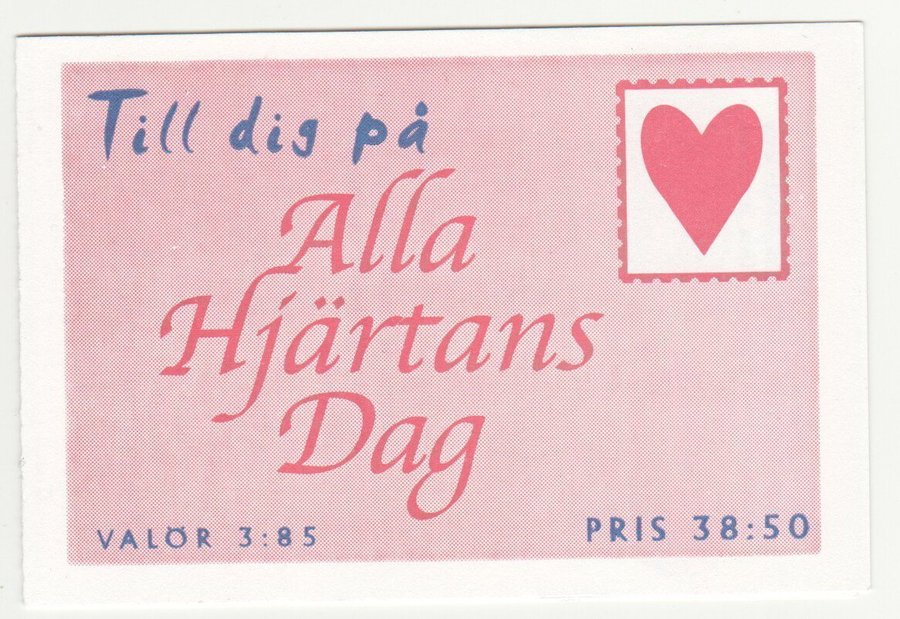 Till dig på
Alla
Hjärtans
Dag
VALÖR 3:85
PRIS 38:50